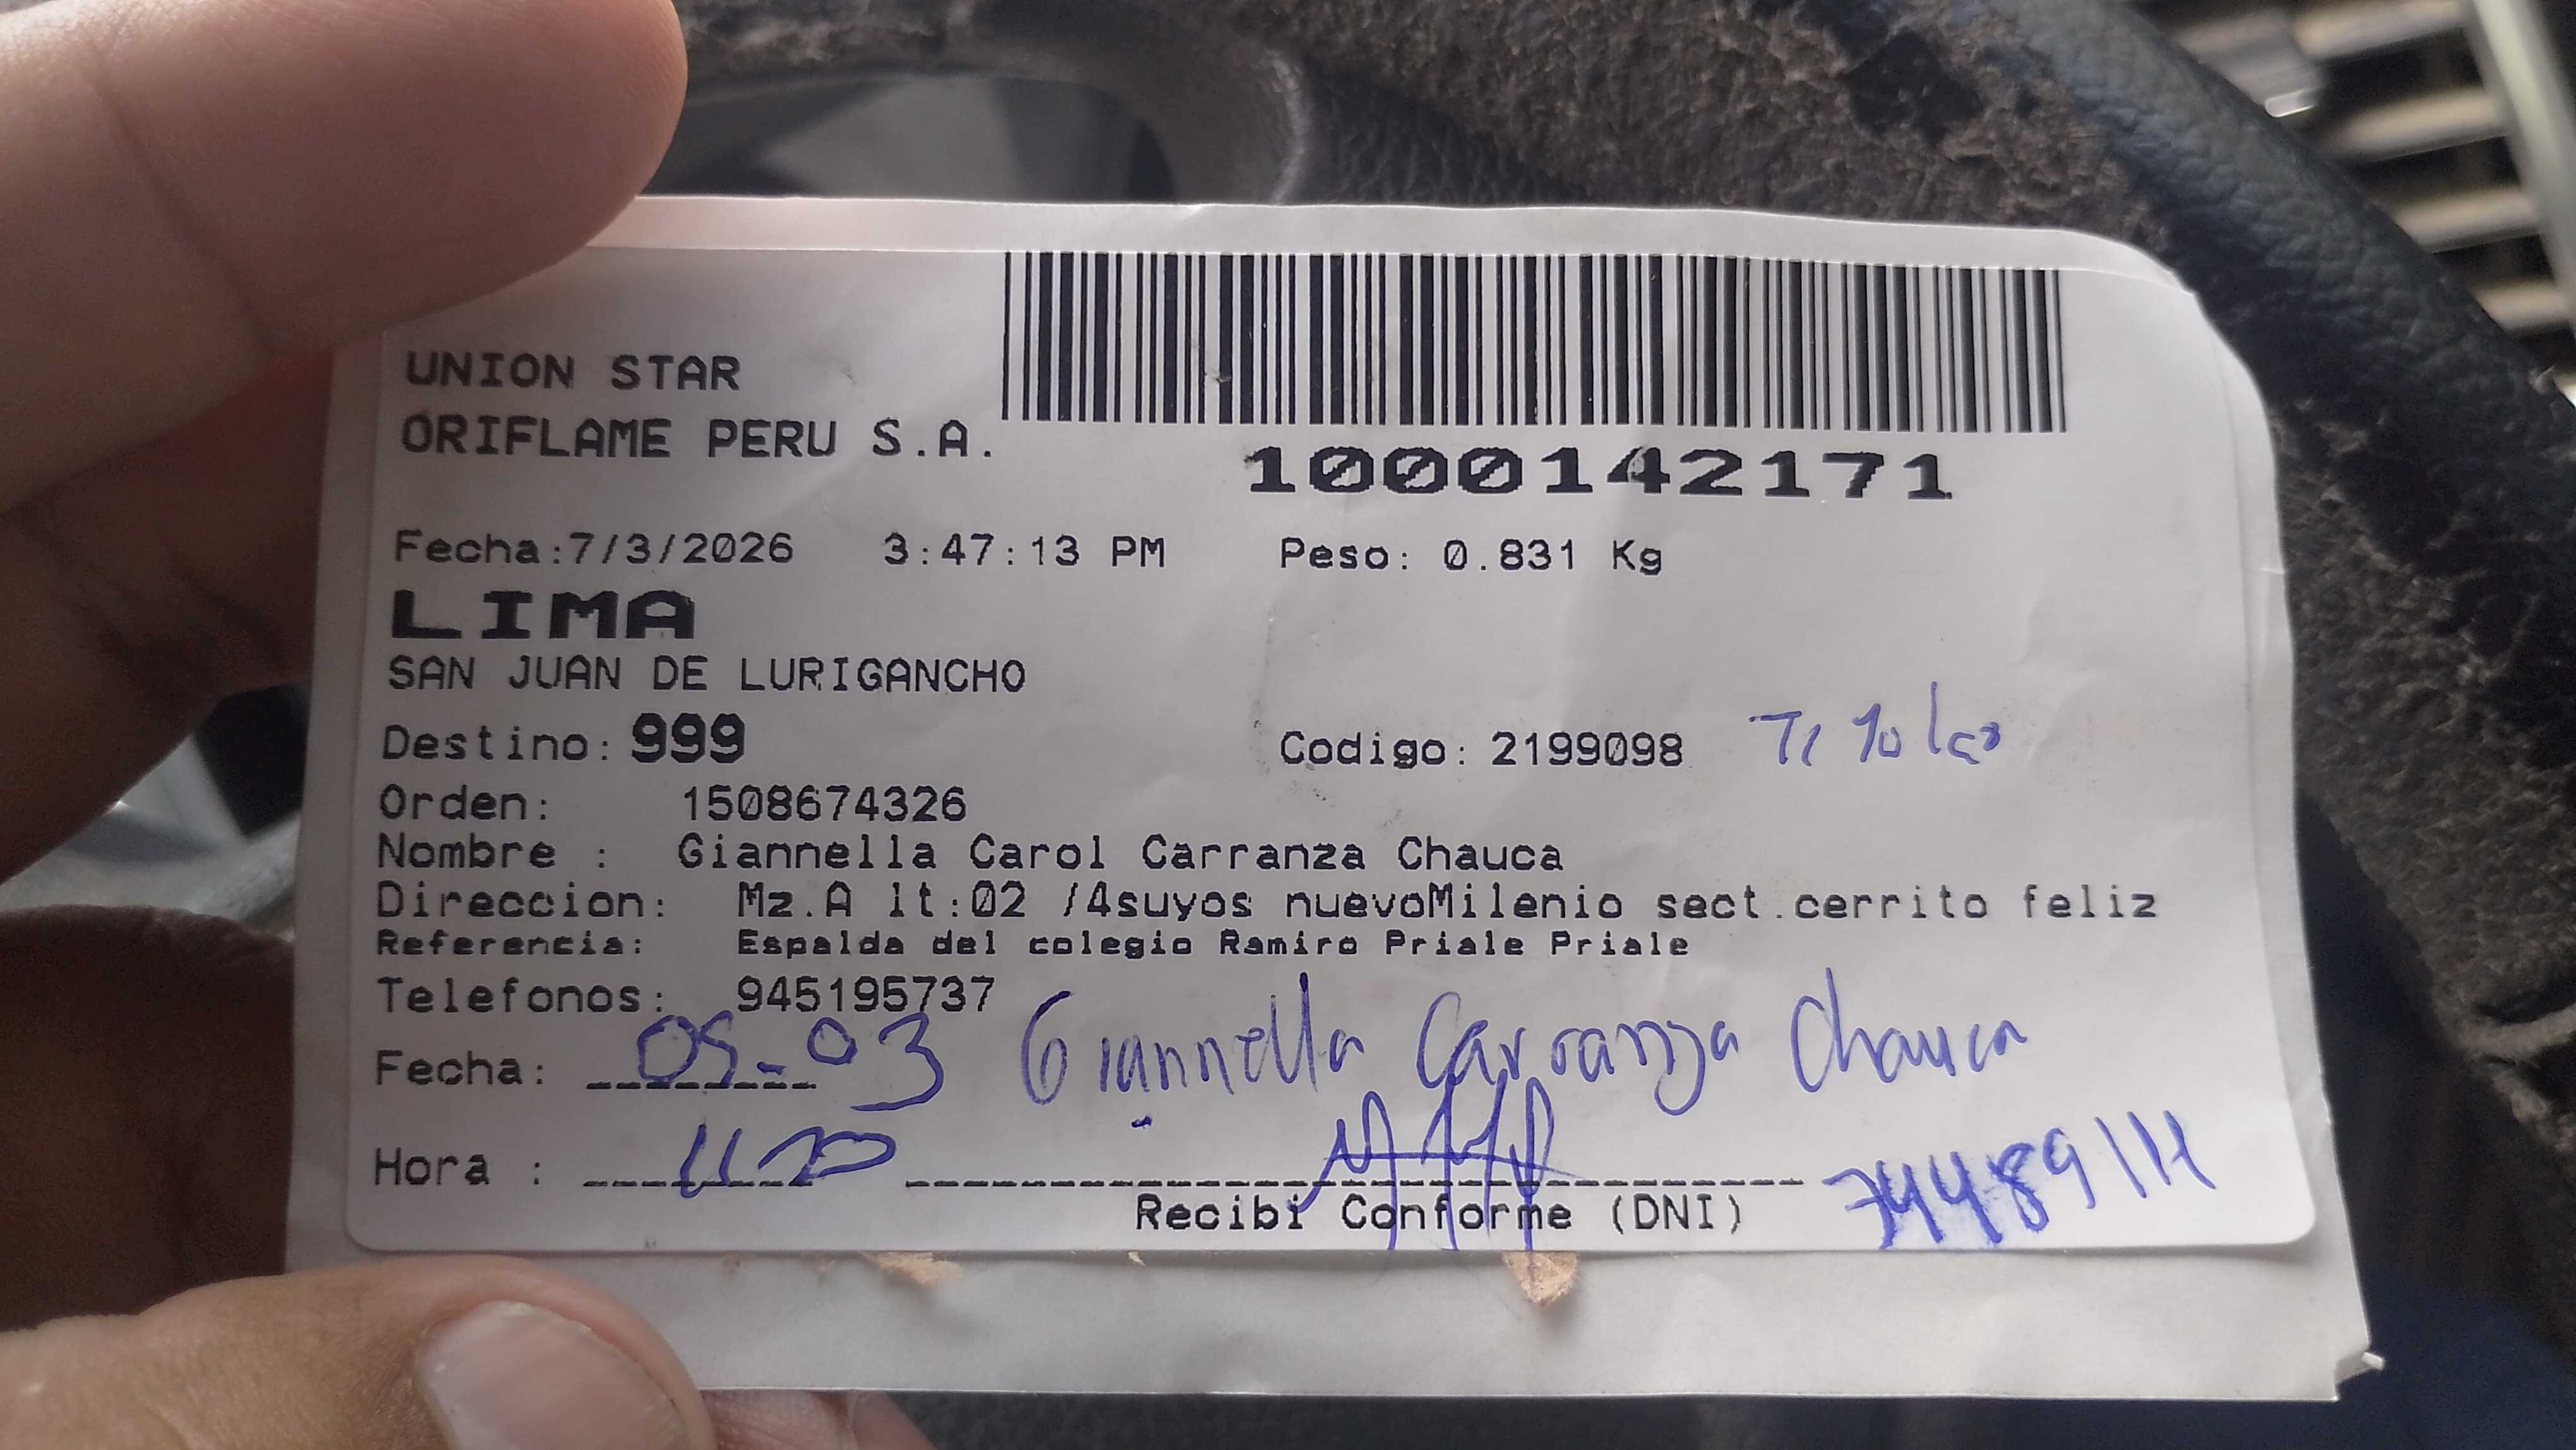 UNION STAR
ORIFLAME PERU S.A.
1000142171
Fecha:7/3/2026 3:47:13 PM Peso: 0.831 Kg
LIMA
SAN JUAN DE LURIGANCHO
Destino: 999 Codigo: 2199098 Titular
Orden: 1508674326
Nombre : Giannella Carol Carranza Chauca
Direccion: Mz.A lt:02 /4suyos nuevoMilenio sect.cerrito feliz
Referencia: Espalda del colegio Ramiro Priale Priale
Telefonos: 945195737
Fecha: 09-03 Giannella Carranza Chauca
Hora :
Recibi Conforme (DNI)